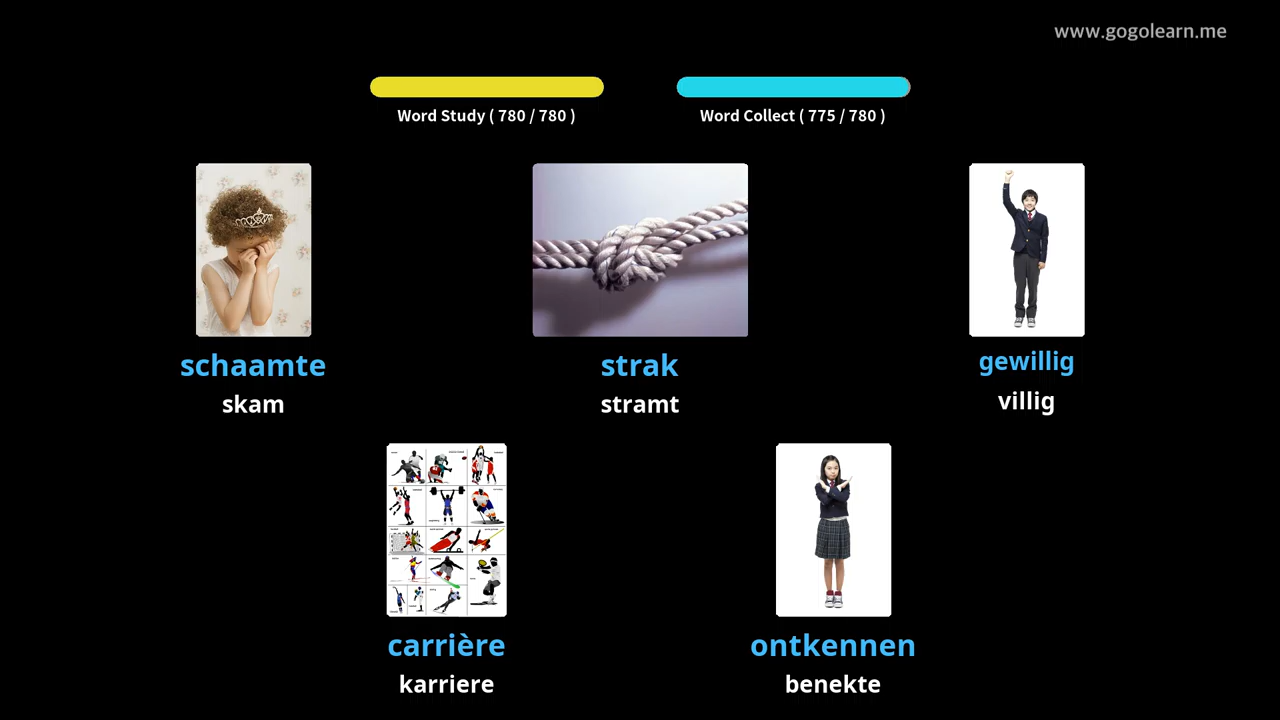 www.gogolearn.me
Word Study ( 780 / 780 )
Word Collect ( 775 / 780 )
schaamte
skam
strak
stramt
gewillig
villig
carrière
karriere
ontkennen
benekte